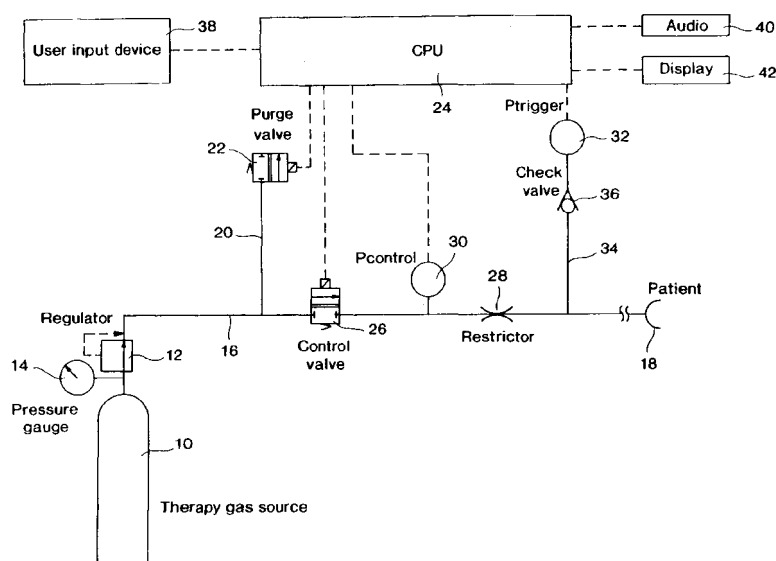 User input device
38
CPU
24
Audio
40
Display
42
Purge
valve
22
Ptrigger
32
Check
valve
36
20
Pcontrol
30
34
28
Patient
Regulator
16
26
Control
valve
Restrictor
18
14
12
Pressure
gauge
10
Therapy gas source